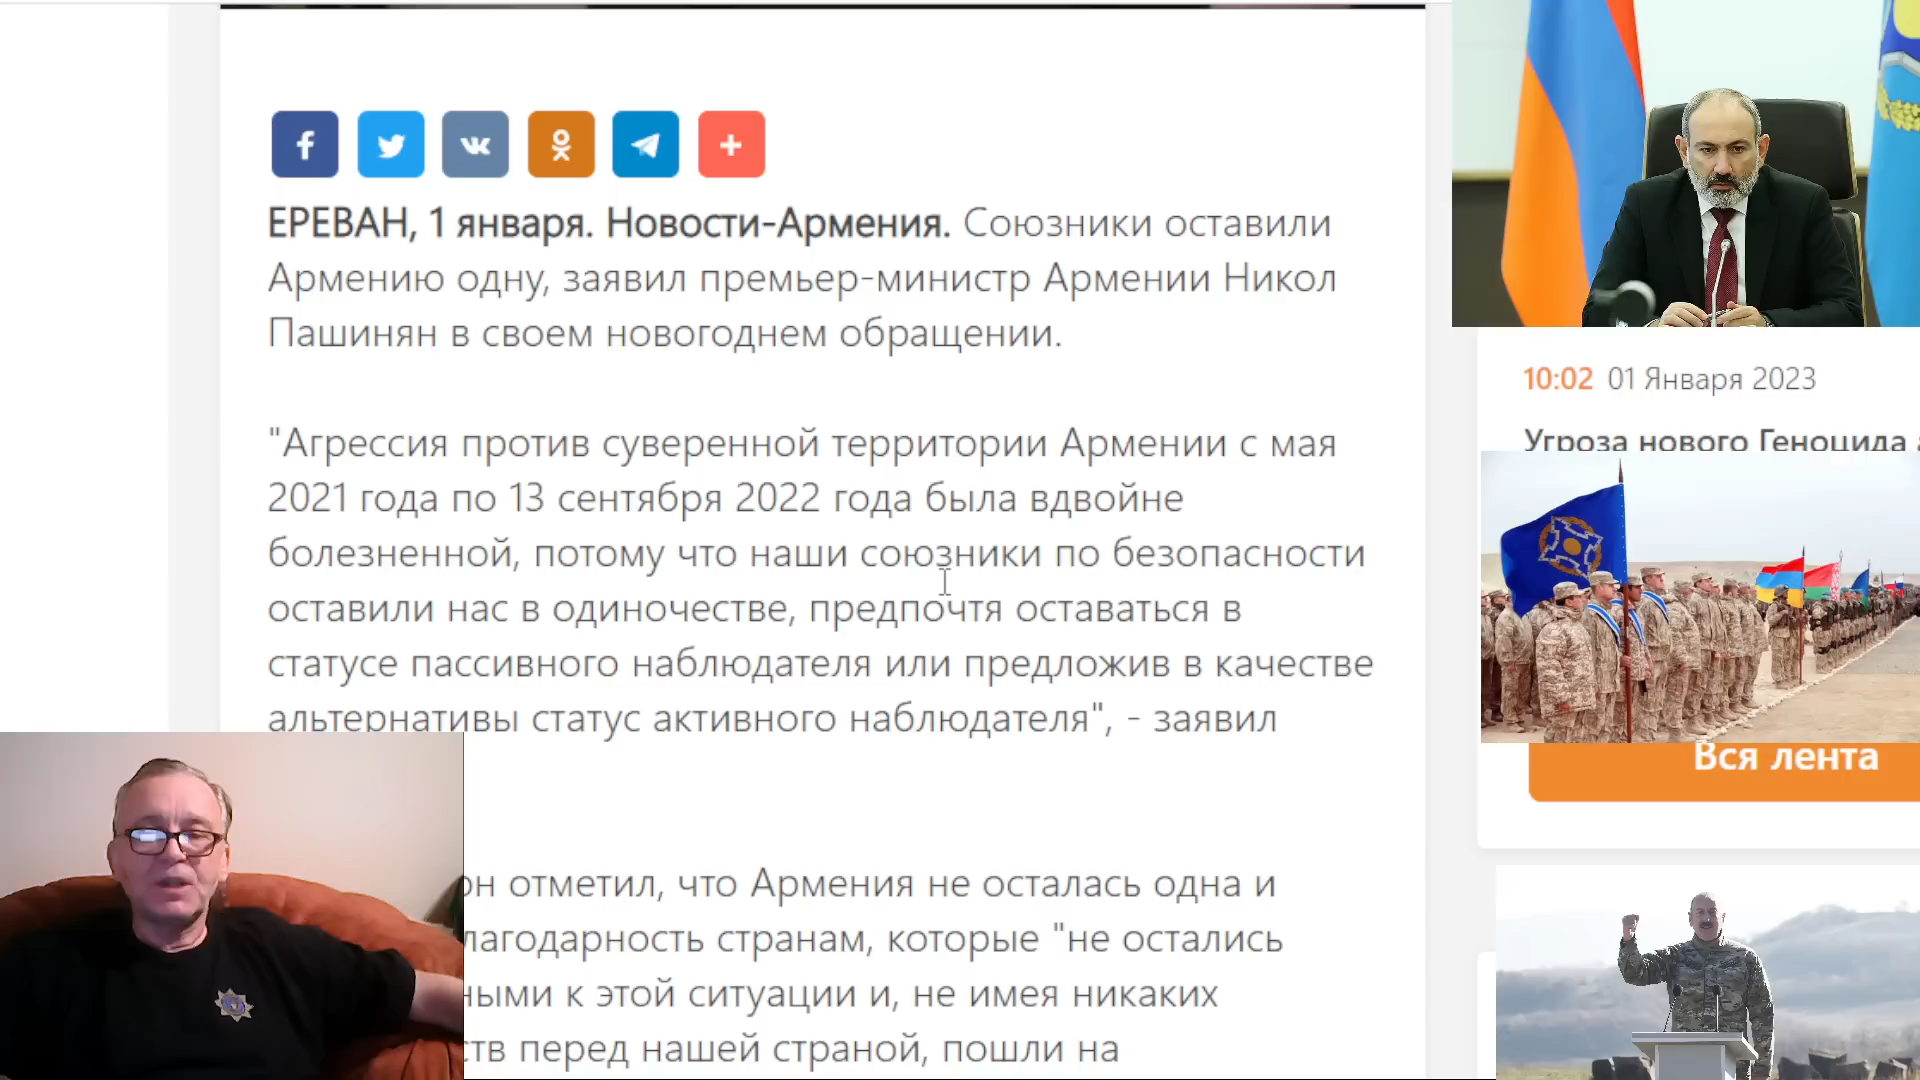 ЕРЕВАН, 1 января. Новости-Армения. Союзники оставили
Армению одну, заявил премьер-министр Армении Никол
Пашинян в своем новогоднем обращении.
"Агрессия против суверенной территории Армении с мая
2021 года по 13 сентября 2022 года была вдвойне
болезненной, потому что наши союзники по безопасности
оставили нас в одиночестве, предпочтя оставаться в
статусе пассивного наблюдателя или предложив в качестве
альтернативы статус активного наблюдателя", - заявил
он отметил, что Армения не осталась одна и
лагодарность странам, которые "не остались
ными к этой ситуации и, не имея никаких
ств перед нашей страной, пошли на
10:02 01 Января 2023
Угроза нового Геноцида
Вся лента